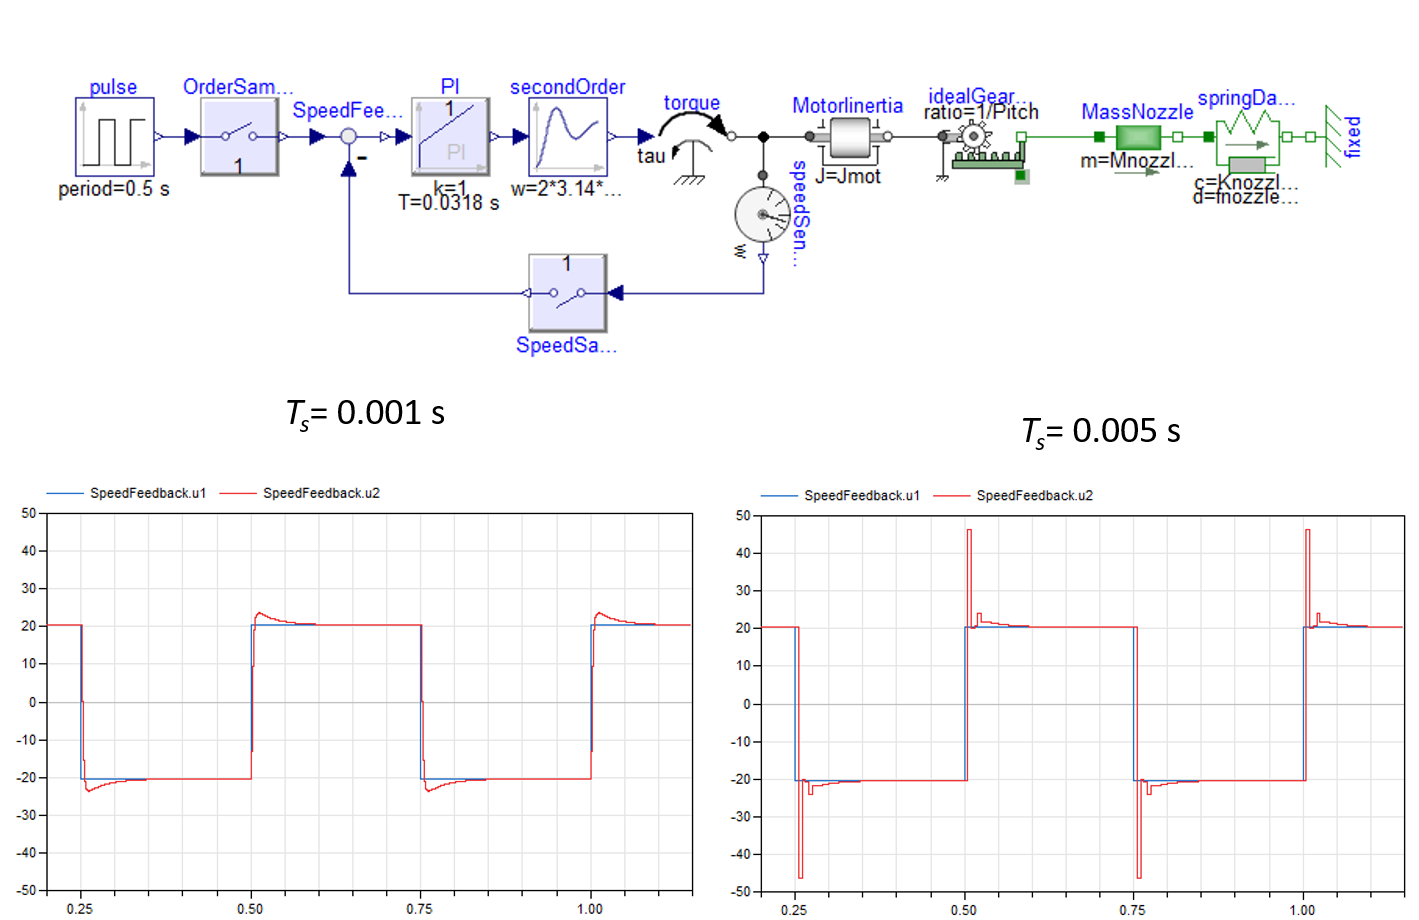 pulse
OrderSam...
SpeedFee...
PI
secondOrder
torque
Motorlinertia
idealGear...
ratio=1/Pitch
MassNozzle
springDa...
fixed
1
-
1
PI
tau
period=0.5 s
k=1
T=0.0318 s
w=2*3.14*...
J=Jmot
m=Mnozzl...
c=Knozzl...
d=fnozzle...
speedSen...
w
1
SpeedSa...
Ts= 0.001 s
Ts= 0.005 s
SpeedFeedback.u1 SpeedFeedback.u2
50
40
30
20
10
0
-10
-20
-30
-40
-50
0.25 0.50 0.75 1.00
SpeedFeedback.u1 SpeedFeedback.u2
50
40
30
20
10
0
-10
-20
-30
-40
-50
0.25 0.50 0.75 1.00